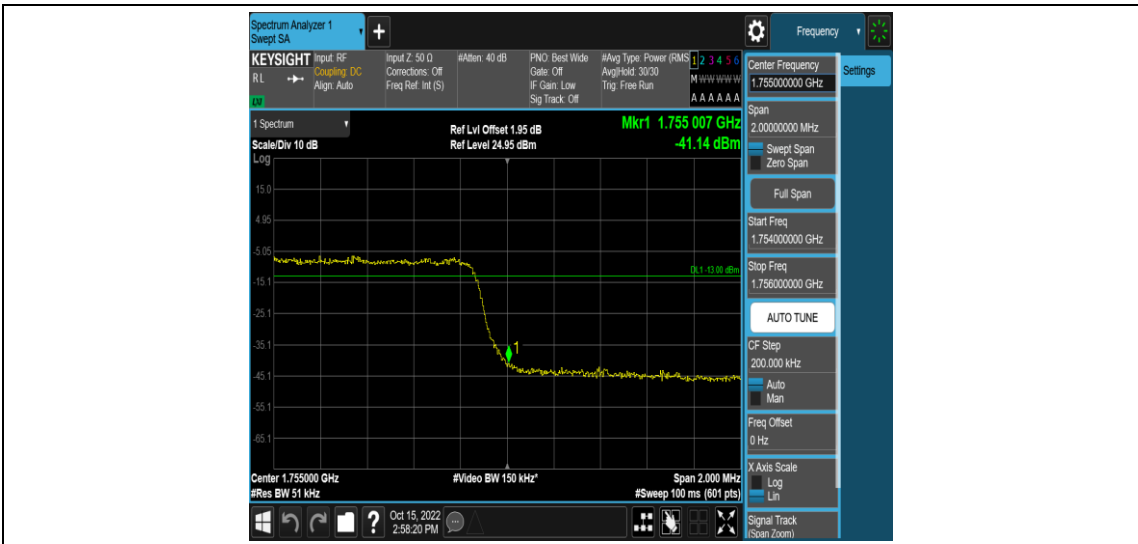 Spectrum Analyzer 1
Swept SA
+
Frequency
KEYSIGHT
RL
LXI
Input: RF
Coupling: DC
Align: Auto
Input Z: 50 Ω
Corrections: Off
Freq Ref: Int (S)
#Atten: 40 dB
PNO: Best Wide
Gate: Off
IF Gain: Low
Sig Track: Off
#Avg Type: Power (RMS
Avg|Hold: 30/30
Trig: Free Run
1 2 3 4 5 6
M W W W W W
A A A A A A
1 Spectrum
Scale/Div 10 dB
Log
Ref Lvl Offset 1.95 dB
Ref Level 24.95 dBm
Mkr1 1.755 007 GHz
-41.14 dBm
15.0
4.95
-5.05
DL1 -13.00 dBm
-15.1
-25.1
-35.1
1
-45.1
-55.1
-65.1
Center 1.755000 GHz
#Res BW 51 kHz
#Video BW 150 kHz*
Span 2.000 MHz
#Sweep 100 ms (601 pts)
?
Oct 15, 2022
2:58:20 PM
Settings
Center Frequency
1.755000000 GHz
Span
2.00000000 MHz
Swept Span
Zero Span
Full Span
Start Freq
1.754000000 GHz
Stop Freq
1.756000000 GHz
AUTO TUNE
CF Step
200.000 kHz
Auto
Man
Freq Offset
0 Hz
X Axis Scale
Log
Lin
Signal Track
(Span Zoom)